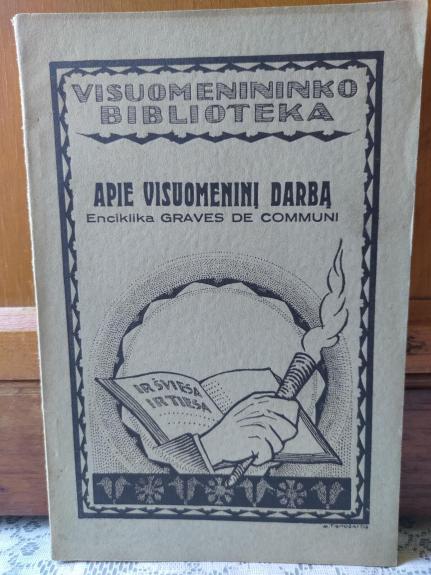 VISUOMENININKO
BIBLIOTEKA
APIE VISUOMENINĮ DARBĄ
Enciklika GRAVES DE COMMUNI
IR ŠVIESA
IR TIESA